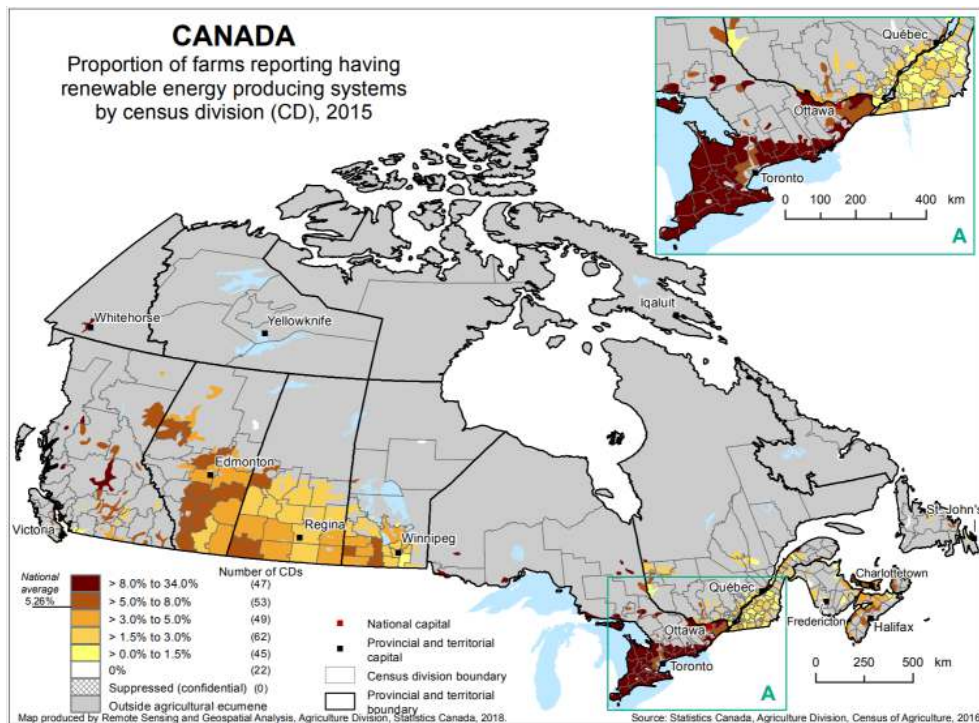 CANADA
Proportion of farms reporting having
renewable energy producing systems
by census division (CD), 2015
Québec
Ottawa
Toronto
0 100 200 400 km
A
Whitehorse
Yellowknife
Iqaluit
Edmonton
Victoria
Regina
Winnipeg
St. John's
Québec
Charlottetown
Fredericton
Halifax
Ottawa
Toronto
A
National
average
5.26%
Number of CDs
> 8.0% to 34.0% (47)
> 5.0% to 8.0% (53)
> 3.0% to 5.0% (49)
> 1.5% to 3.0% (62)
> 0.0% to 1.5% (45)
0% (22)
Suppressed (confidential) (0)
Outside agricultural ecumene
National capital
Provincial and territorial
capital
Census division boundary
Provincial and territorial
boundary
0 250 500 km
Map produced by Remote Sensing and Geospatial Analysis, Agriculture Division, Statistics Canada, 2018.
Source: Statistics Canada, Agriculture Division, Census of Agriculture,